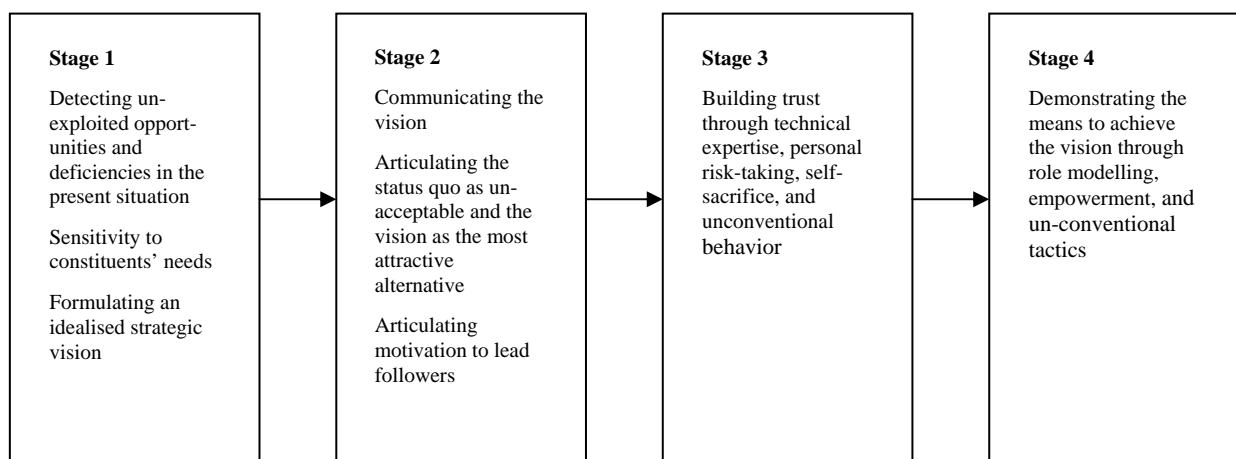 Stage 1
Detecting un-
exploited opport-
unities and
deficiencies in the
present situation
Sensitivity to
constituents’ needs
Formulating an
idealised strategic
vision
Stage 2
Communicating the
vision
Articulating the
status quo as un-
acceptable and the
vision as the most
attractive
alternative
Articulating
motivation to lead
followers
Stage 3
Building trust
through technical
expertise, personal
risk-taking, self-
sacrifice, and
unconventional
behavior
Stage 4
Demonstrating the
means to achieve
the vision through
role modelling,
empowerment, and
un-conventional
tactics